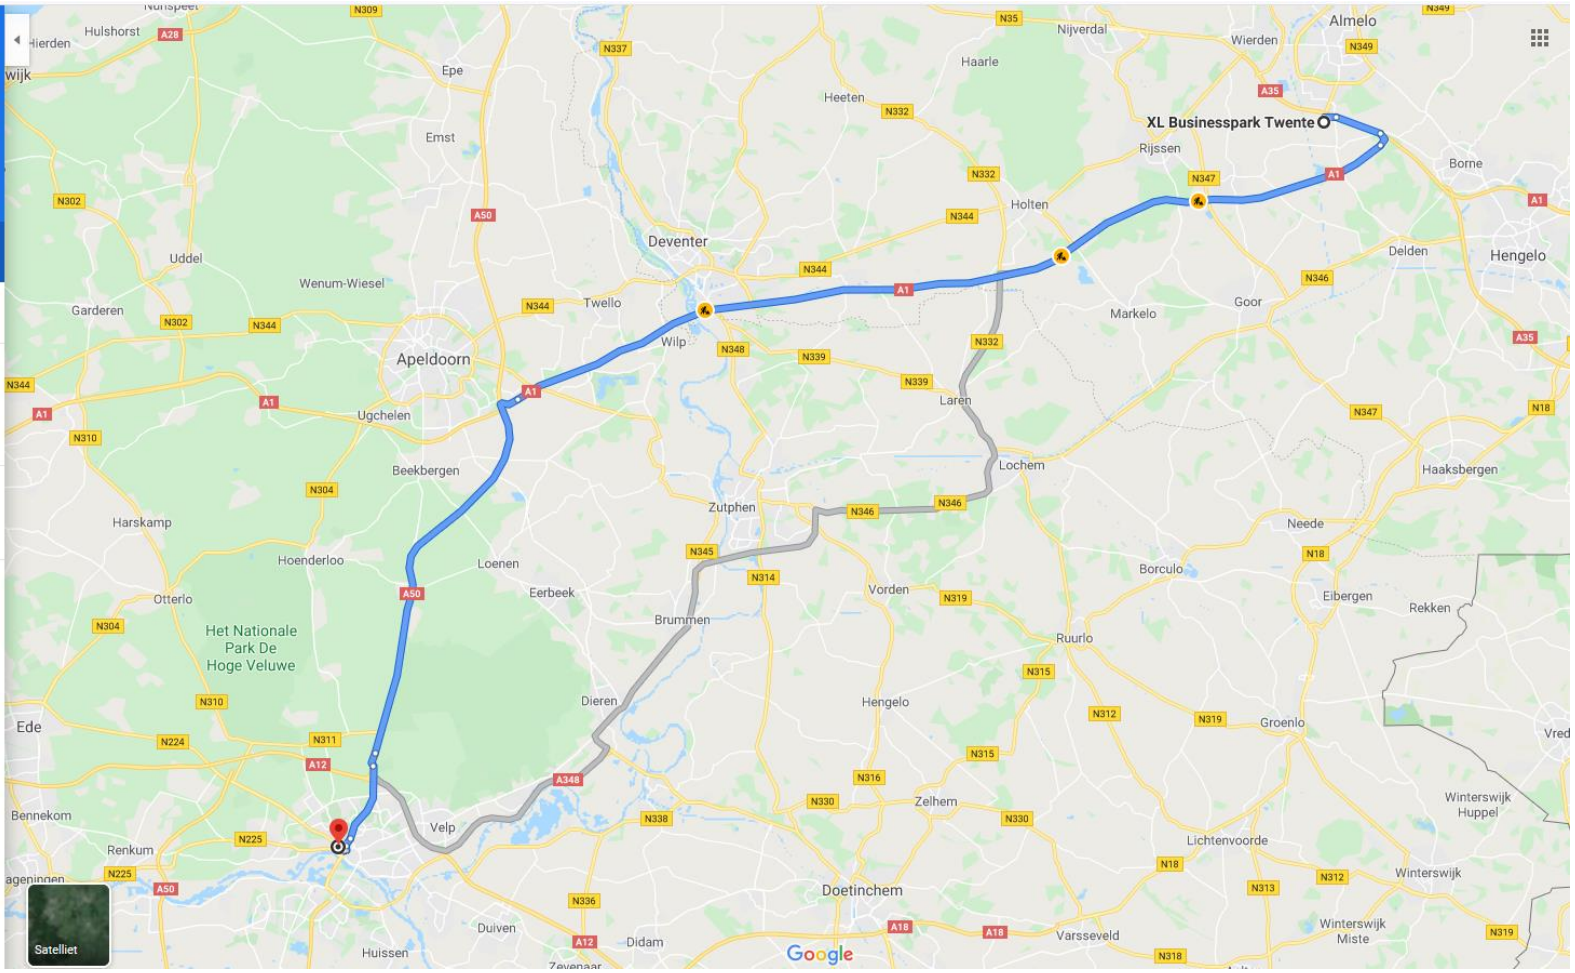 Nunspeet
N309
N35
N349
Hulshorst
A28
Hierden
N337
Nijverdal
Almelo
Wierden
N349
wijk
Epe
Haarle
A35
Heeten
N332
XL Businesspark Twente
Emst
Rijssen
Borne
N332
N347
A1
N302
A50
Holten
N344
A1
Deventer
Delden
Hengelo
Uddel
N344
N346
Wenum-Wiesel
A1
Garderen
N344
Twello
Goor
Markelo
N302
N344
A35
Wilp
N348
N332
Apeldoorn
N339
N344
A1
N339
A1
A1
Laren
Ugchelen
N347
N18
N310
Beekbergen
Lochem
Haaksbergen
N304
Zutphen
N346
N346
Harskamp
Neede
N345
N18
Hoenderloo
Loenen
Borculo
N314
Otterlo
A50
Eerbeek
Vorden
N319
Eibergen
Rekken
N304
Het Nationale
Park De
Hoge Veluwe
Brummen
Ruurlo
N315
N310
Dieren
Hengelo
N312
N319
Groenlo
Ede
N224
N311
Vred
N315
A12
A348
N316
N330
Zelhem
Winterswijk
Huppel
Bennekom
N338
N330
Velp
N225
Lichtenvoorde
Renkum
N18
N225
Winterswijk
N312
ageningen
A50
Doetinchem
N313
N336
Satelliet
Duiven
A18
A18
Varsseveld
Winterswijk
Miste
N319
Huissen
A12
Didam
Google
N318
Zevenaar